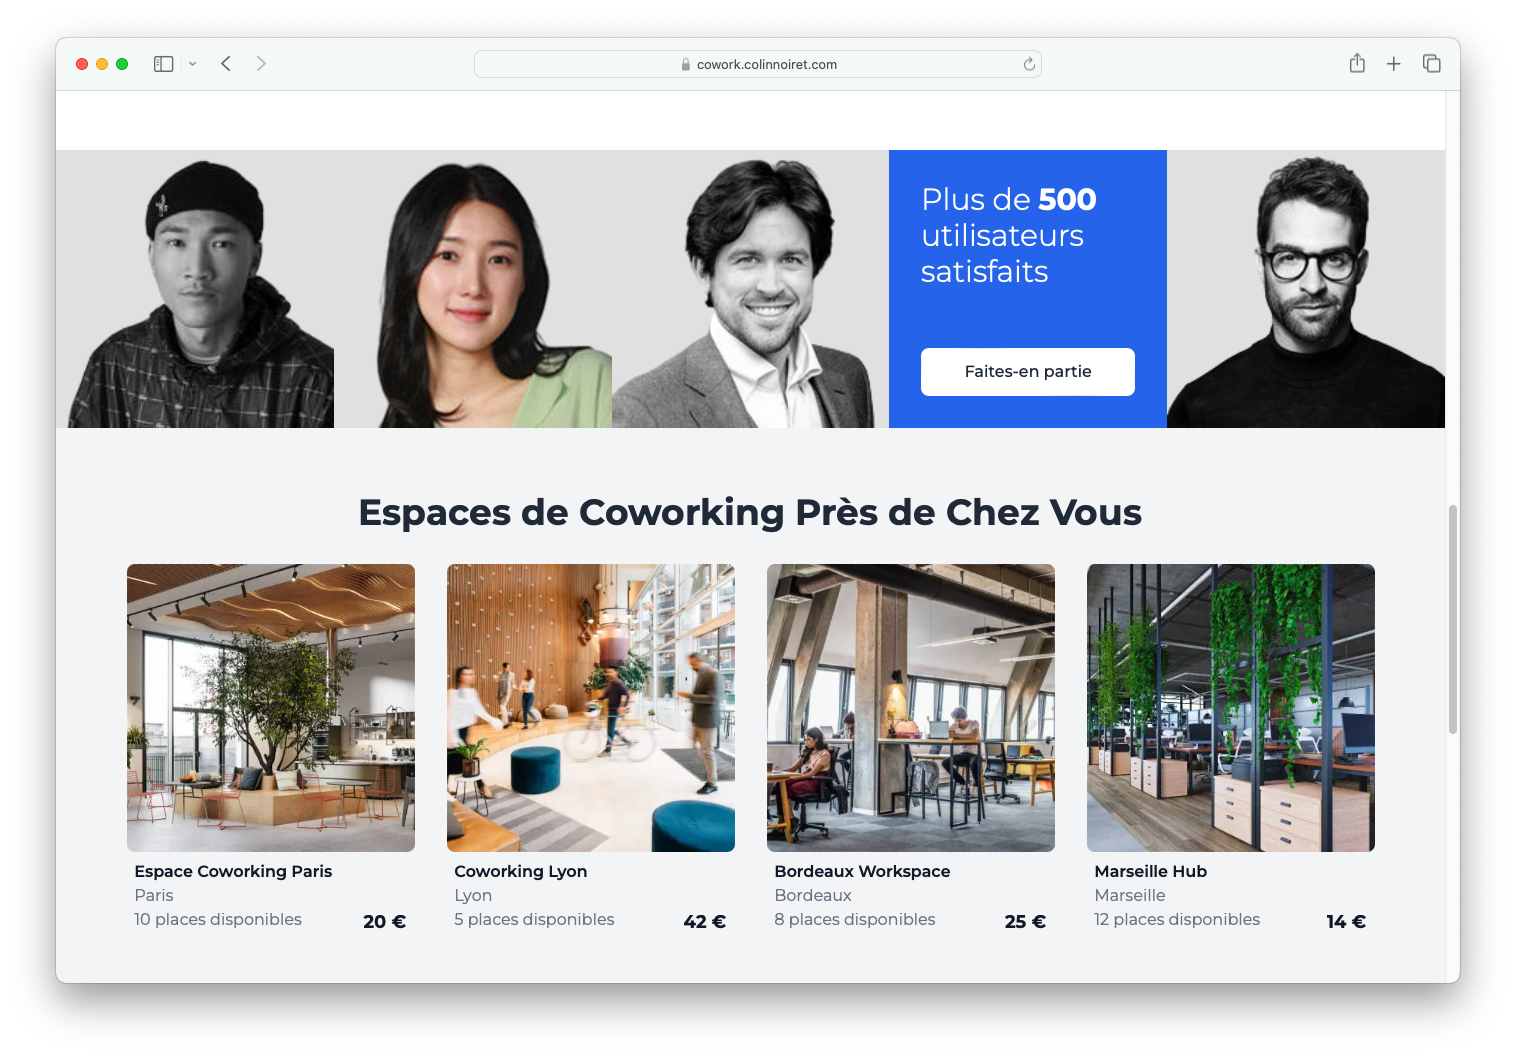 cowork.colinnoiret.com
Plus de 500
utilisateurs
satisfaits
Faites-en partie
Espaces de Coworking Près de Chez Vous
Espace Coworking Paris
Paris
10 places disponibles
20 €
Coworking Lyon
Lyon
5 places disponibles
42 €
Bordeaux Workspace
Bordeaux
8 places disponibles
25 €
Marseille Hub
Marseille
12 places disponibles
14 €